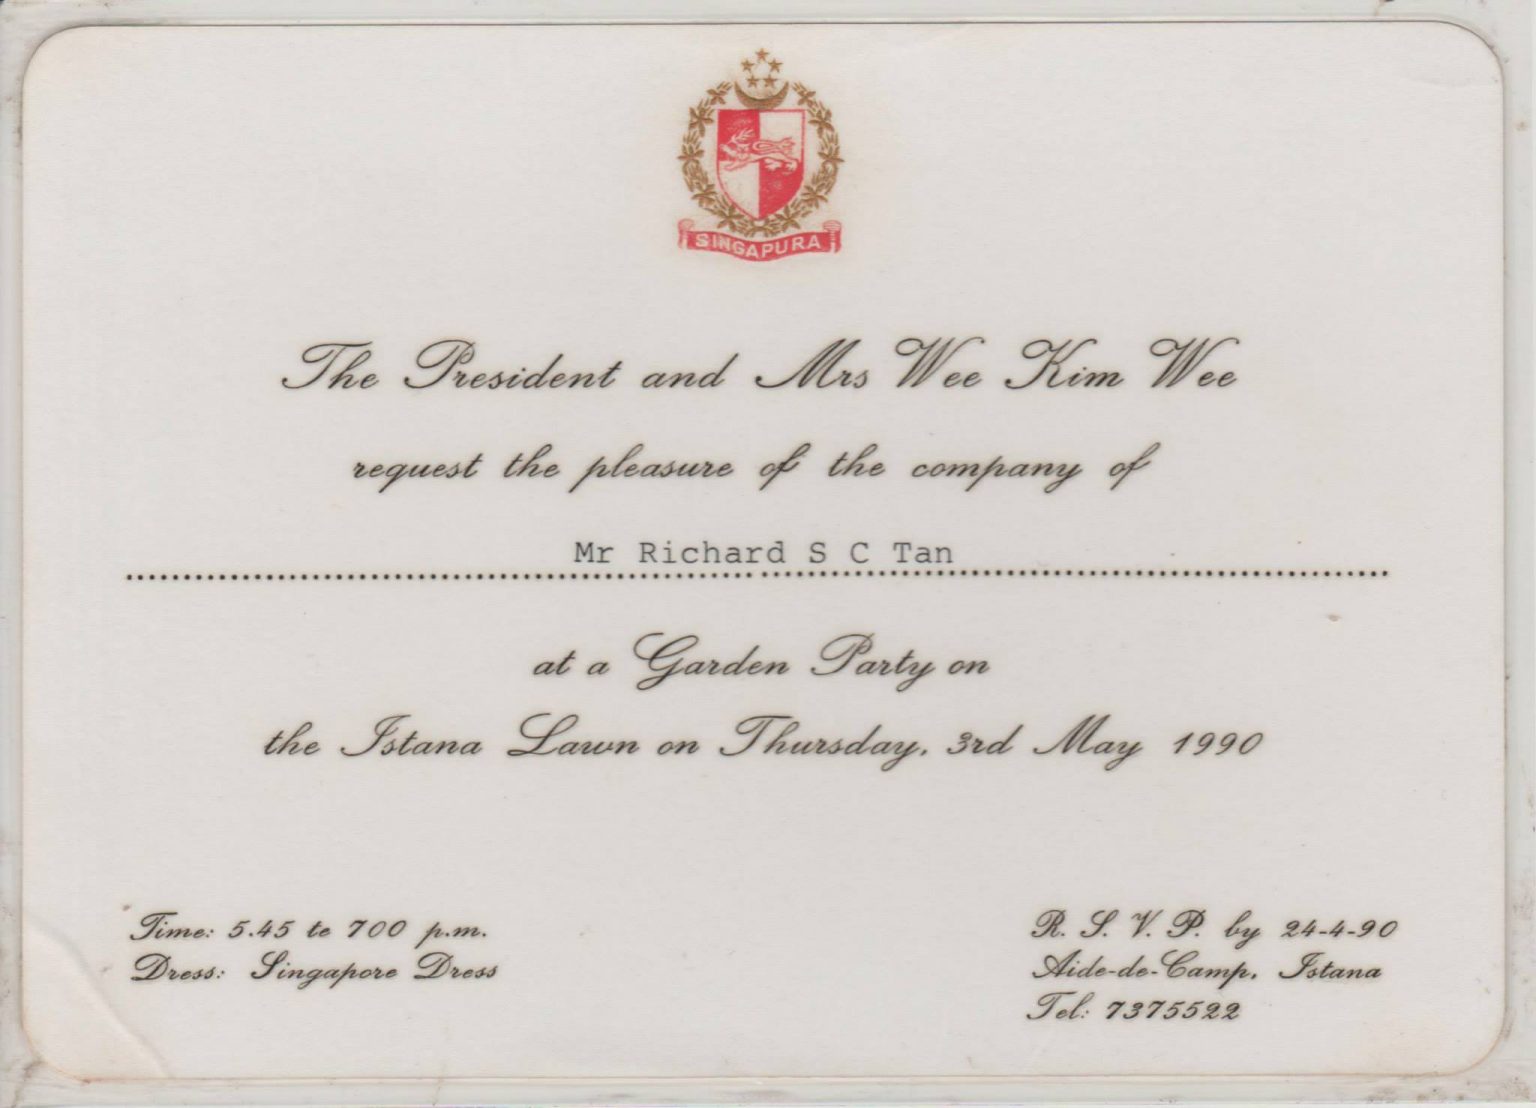 SINGAPURA
The President and Mrs Wee Kim Wee
request the pleasure of the company of
Mr Richard S C Tan
at a Garden Party on
the Istana Lawn on Thursday, 3rd May 1990
Time: 5.45 to 700 p.m.
Dress: Singapore Dress
R. S. V. P. by 24-4-90
Aide-de-Camp, Istana
Tel: 7375522